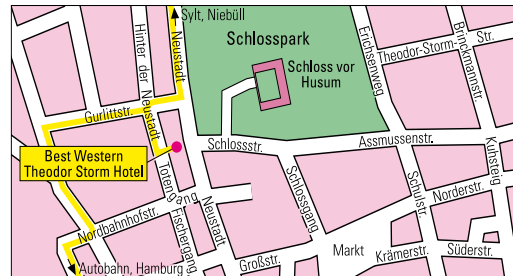 Sylt, Niebüll
Neustadt
Hinter der
Neustadt
Schlosspark
Schloss vor
Husum
Erichsenweg
Theodor-Storm-
Str.
Brinckmannstr.
Gurlittstr.
Best Western
Theodor Storm Hotel
Schlossstr.
Assmussenstr.
Kuhsteig
Totengang
Nordbahnhofstr.
Fischergang
Neustadt
Schlossgang
Schulstr.
Norderstr.
Markt
Großstr.
Krämerstr.
Süderstr.
Autobahn, Hamburg